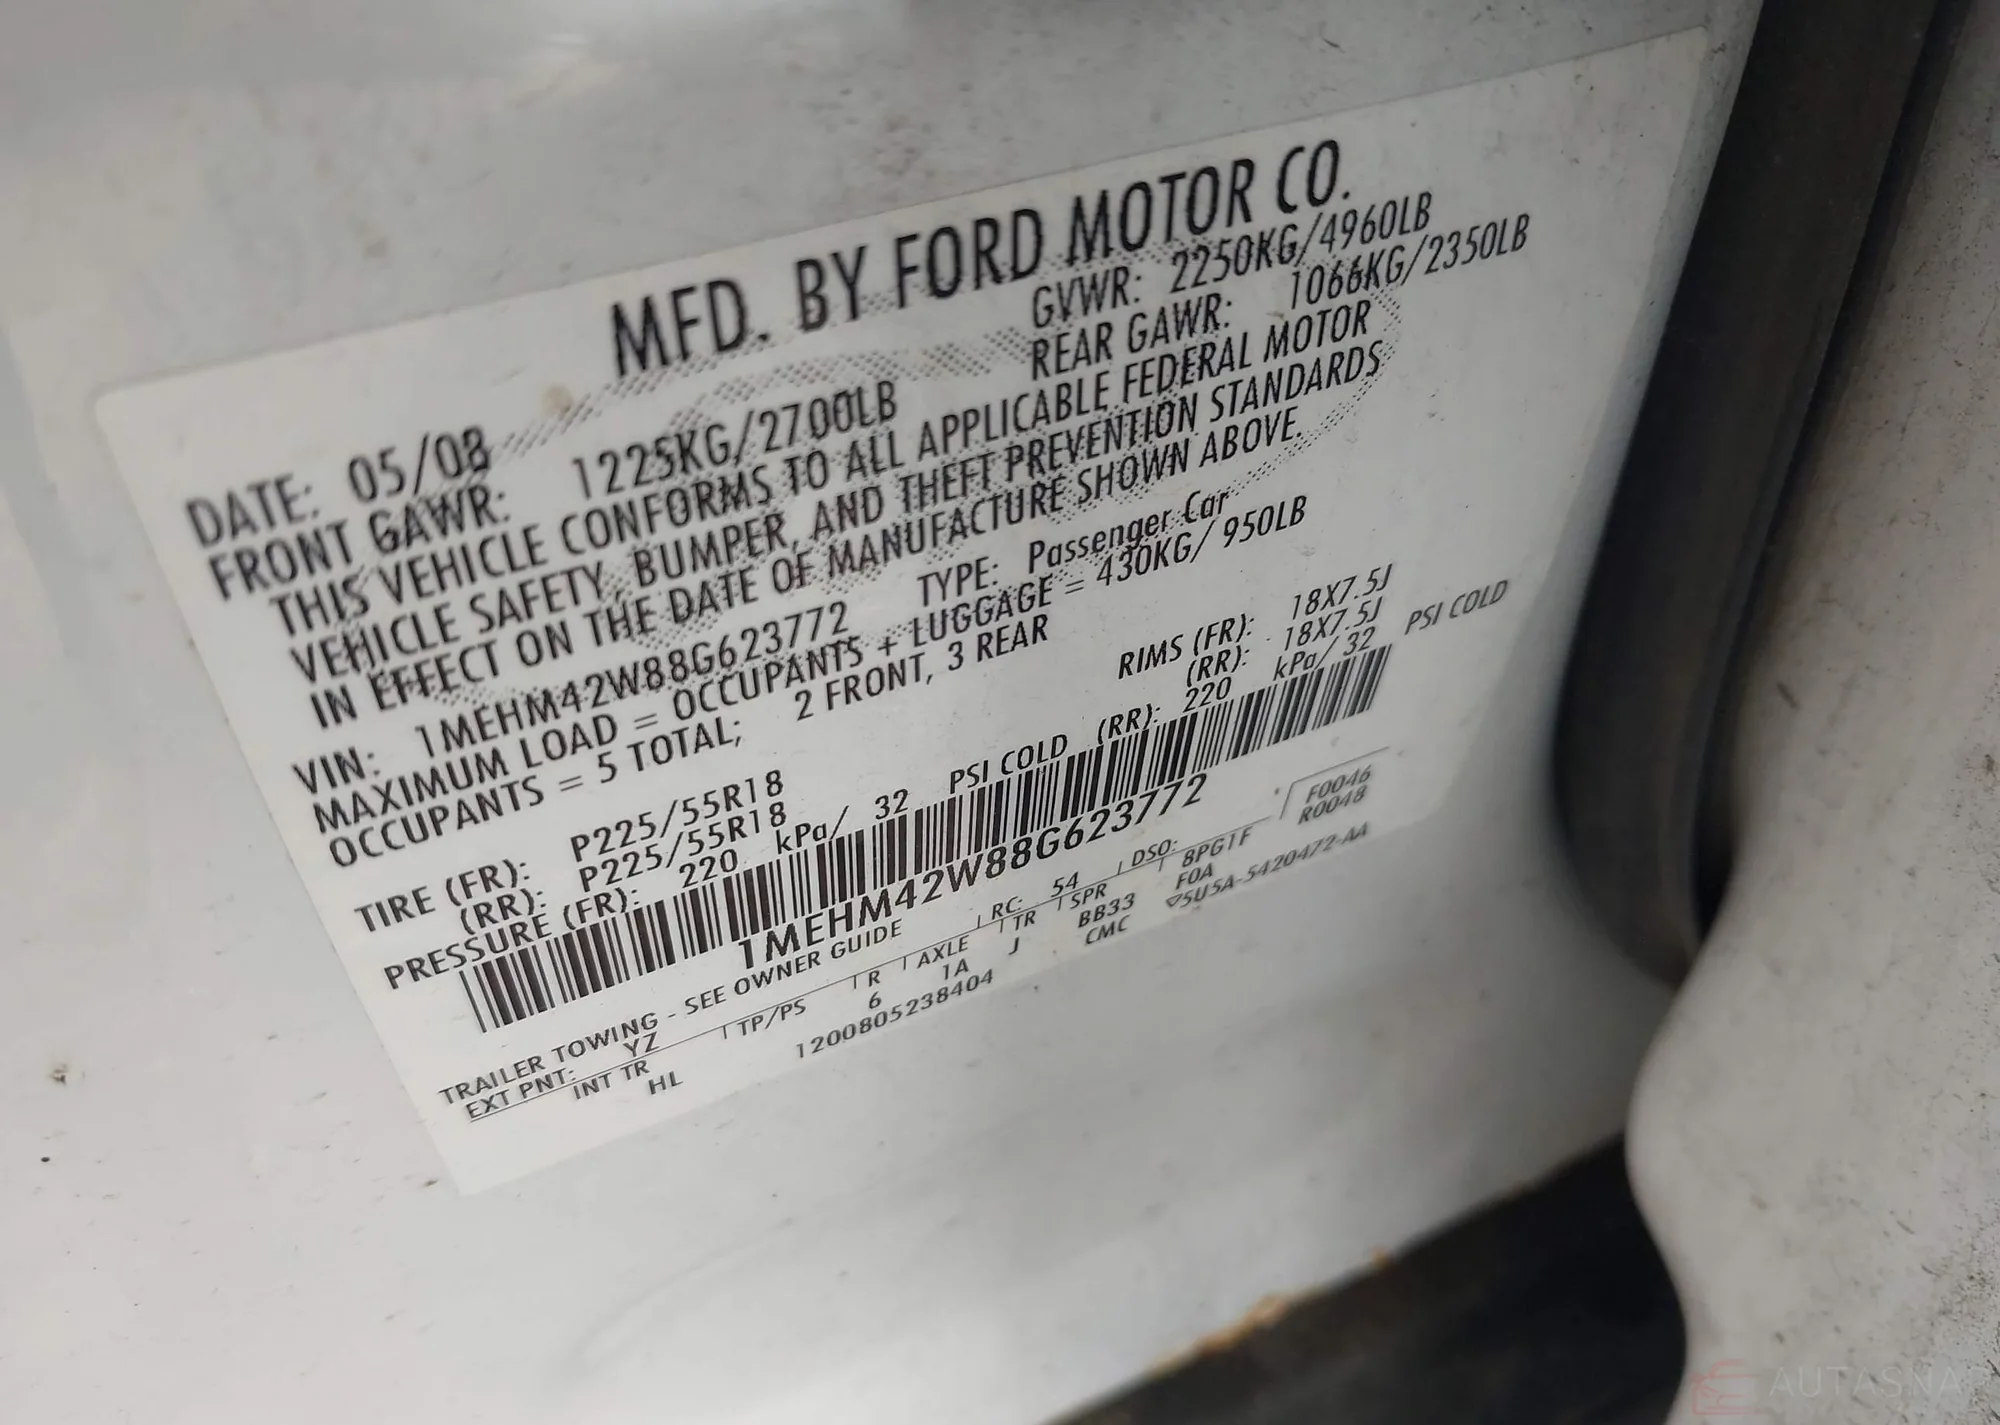 MFD. BY FORD MOTOR CO.
DATE: 05/08 GVWR: 2250KG/4960LB
FRONT GAWR: 1225KG/2700LB REAR GAWR: 1066KG/2350LB
THIS VEHICLE CONFORMS TO ALL APPLICABLE FEDERAL MOTOR
VEHICLE SAFETY, BUMPER, AND THEFT PREVENTION STANDARDS
IN EFFECT ON THE DATE OF MANUFACTURE SHOWN ABOVE.
VIN: 1MEHM42W88G623772 TYPE: Passenger Car
MAXIMUM LOAD = OCCUPANTS + LUGGAGE = 430KG/ 950LB
OCCUPANTS = 5 TOTAL; 2 FRONT, 3 REAR
TIRE (FR): P225/55R18 RIMS (FR): 18X7.5J
(RR): P225/55R18 (RR): 18X7.5J
PRESSURE (FR): 220 kPa/ 32 PSI COLD (RR): 220 kPa/ 32 PSI COLD
1MEHM42W88G623772
TRAILER TOWING - SEE OWNER GUIDE
EXT PNT: YZ RC: 54 DSO: F0046
R0048
INT TR TP/PS R AXLE TR SPR 8PG1F
HL 6 1A J BB33 F0A
1200805238404 CMC ▽5U5A-5420472-AA
AUTASNA